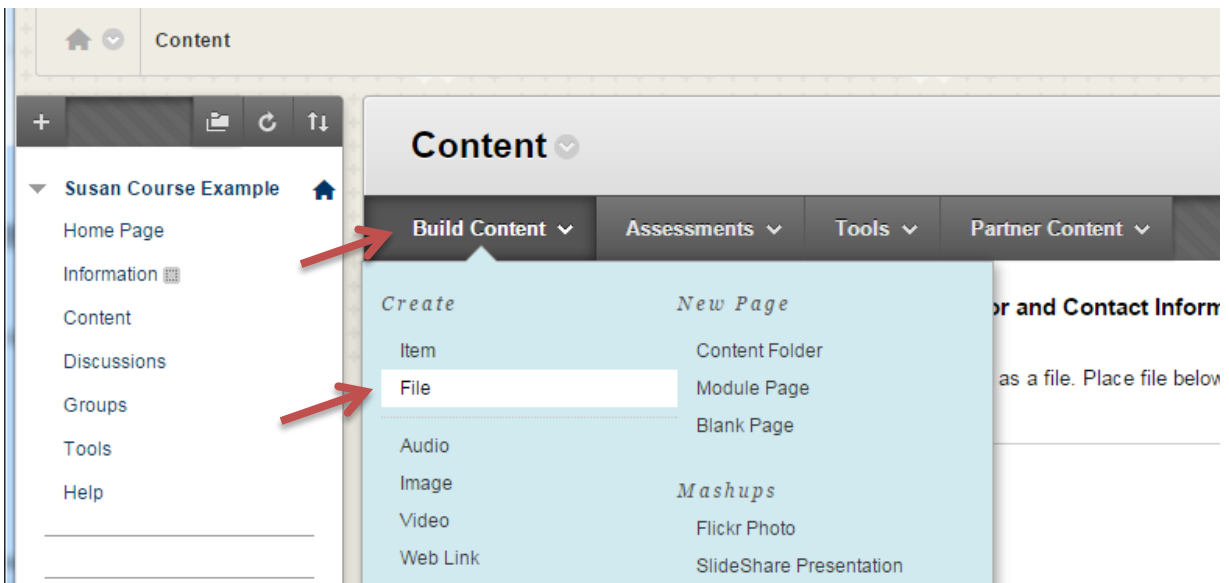 Content
Susan Course Example
Home Page
Information
Content
Discussions
Groups
Tools
Help
Content
Build Content
Assessments
Tools
Partner Content
Create
Item
File
Audio
Image
Video
Web Link
New Page
Content Folder
Module Page
Blank Page
Mashups
Flickr Photo
SlideShare Presentation
and Contact
as a file. Place file below